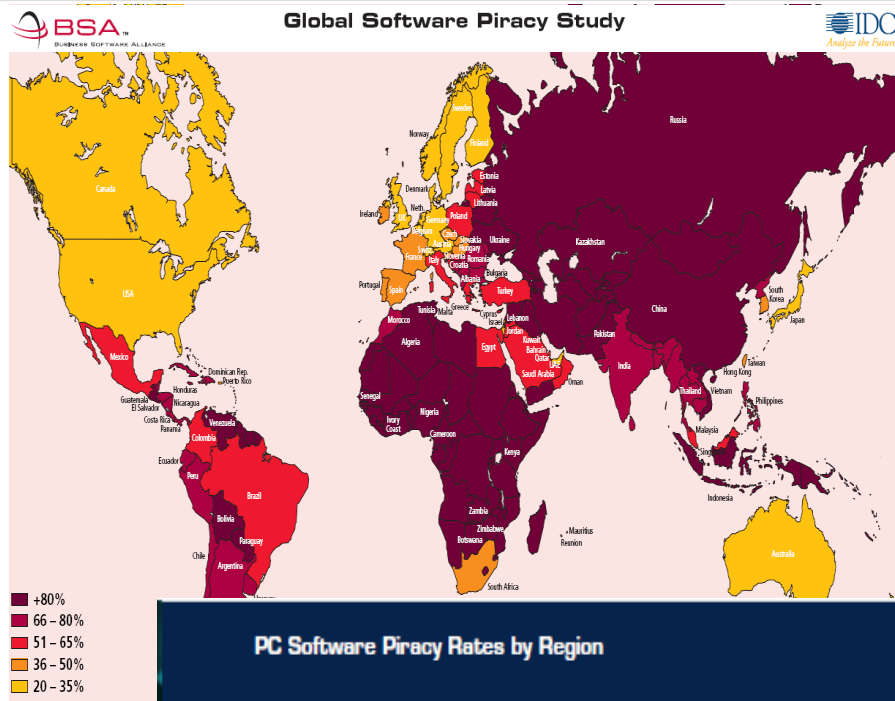 BSA™
BUSINESS SOFTWARE ALLIANCE
Global Software Piracy Study
IDC
Analyze the Future
Russia
Sweden
Norway
Finland
Canada
Estonia
Latvia
Denmark
Lithuania
Ireland
UK
Neth.
Germany
Poland
Belgium
Czech
Ukraine
Kazakhstan
Slovakia
Austria
Hungary
Swiss
France
Slovenia
Romania
Italy
Croatia
Bulgaria
Albania
Portugal
Spain
USA
Turkey
South
Korea
Japan
Greece
Tunisia
Malta
Cyprus
Israel
Lebanon
China
Morocco
Jordan
Pakistan
Algeria
Egypt
Kuwait
Bahrain
Qatar
UAE
Saudi Arabia
Oman
India
Taiwan
Hong Kong
Mexico
Dominican Rep.
Puerto Rico
Honduras
Guatemala
El Salvador
Nicaragua
Costa Rica
Panama
Venezuela
Colombia
Senegal
Nigeria
Ivory
Coast
Cameroon
Kenya
Thailand
Vietnam
Philippines
Malaysia
Indonesia
Ecuador
Peru
Brazil
Bolivia
Paraguay
Chile
Argentina
Zambia
Zimbabwe
Botswana
Mauritius
Reunion
South Africa
Australia
+80%
66 – 80%
51 – 65%
36 – 50%
20 – 35%
PC Software Piracy Rates by Region